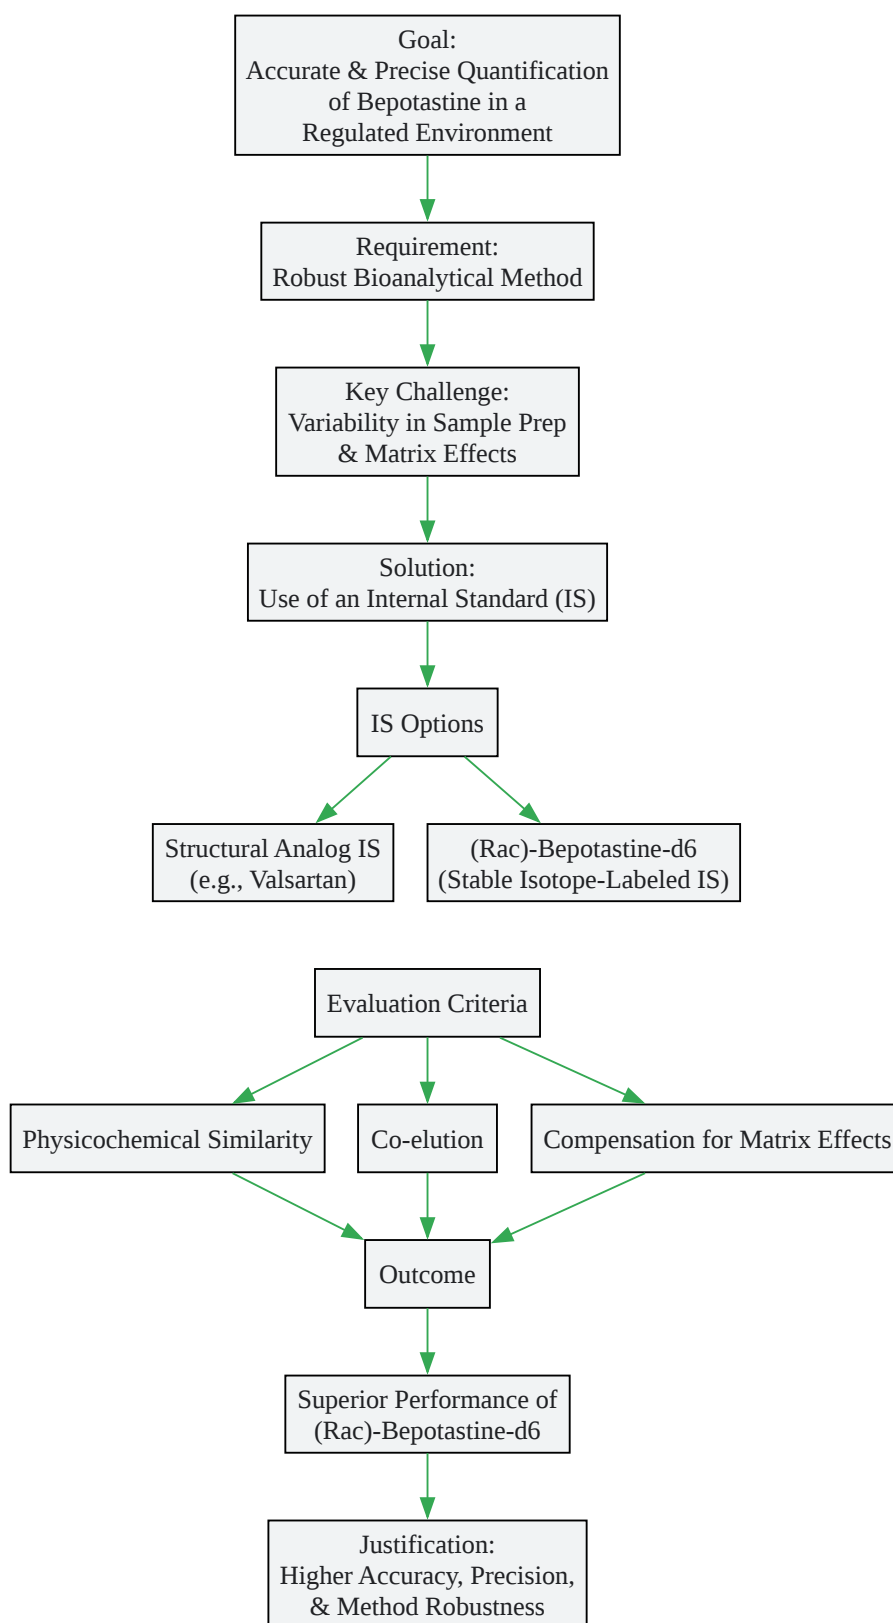 Goal:
Accurate & Precise Quantification
of Bepotastine in a
Regulated Environment
Requirement:
Robust Bioanalytical Method
Key Challenge:
Variability in Sample Prep
& Matrix Effects
Solution:
Use of an Internal Standard (IS)
IS Options
Structural Analog IS
(e.g., Valsartan)
(Rac)-Bepotastine-d6
(Stable Isotope-Labeled IS)
Evaluation Criteria
Physicochemical Similarity
Co-elution
Compensation for Matrix Effects
Outcome
Superior Performance of
(Rac)-Bepotastine-d6
Justification:
Higher Accuracy, Precision,
& Method Robustness